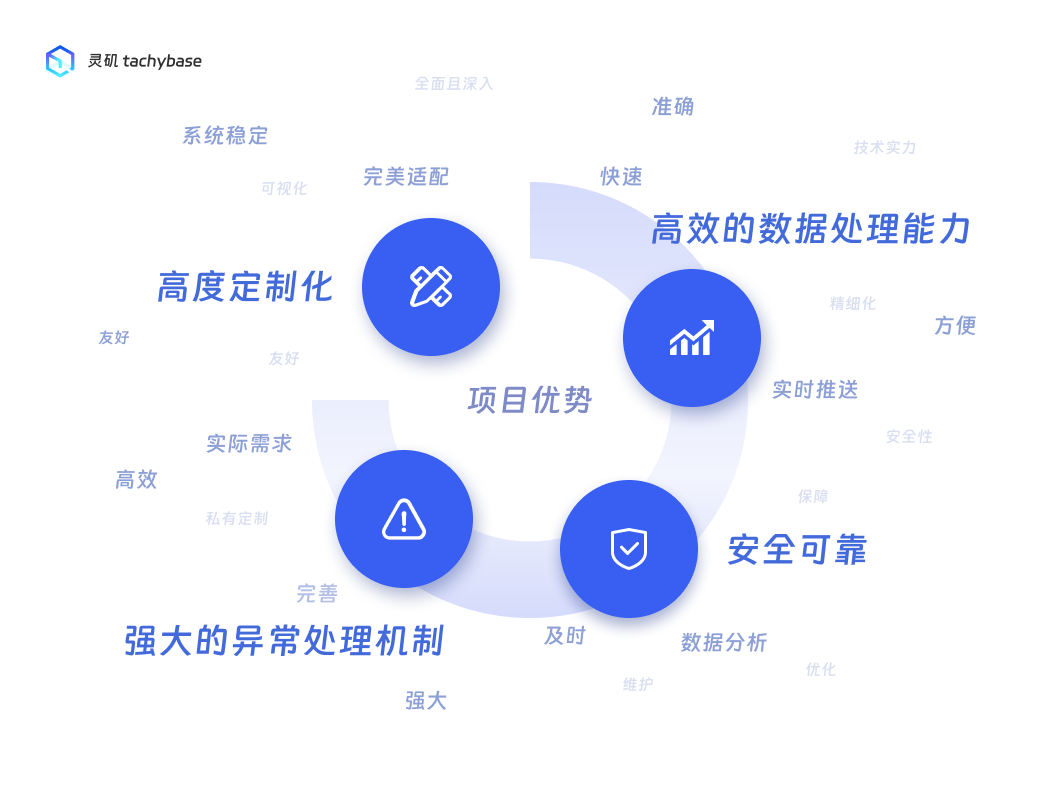 灵矶 tachybase
全面且深入
准确
系统稳定
技术实力
完美适配
快速
可视化
高效的数据处理能力
高度定制化
精细化
方便
友好
友好
实时推送
项目优势
安全性
实际需求
高效
保障
私有定制
安全可靠
完善
强大的异常处理机制
及时
数据分析
优化
维护
强大